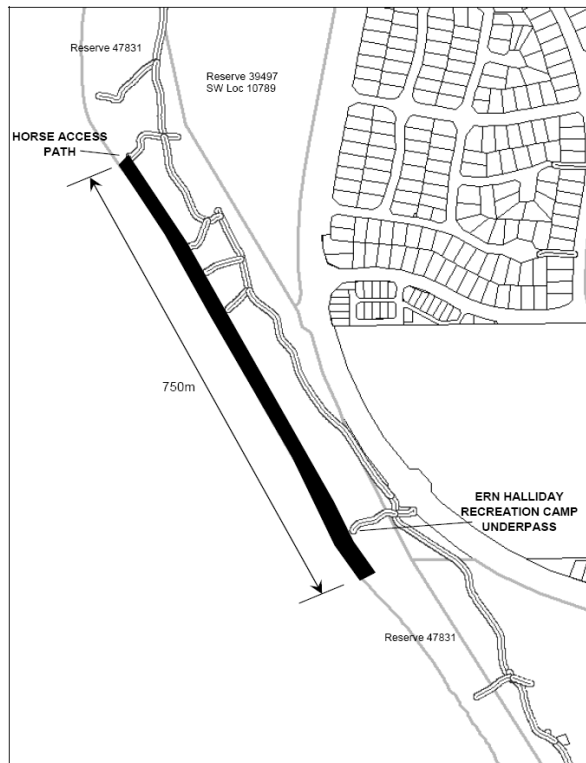 Reserve 47831
Reserve 39497
SW Loc 10789
HORSE ACCESS
PATH
750m
ERN HALLIDAY
RECREATION CAMP
UNDERPASS
Reserve 47831